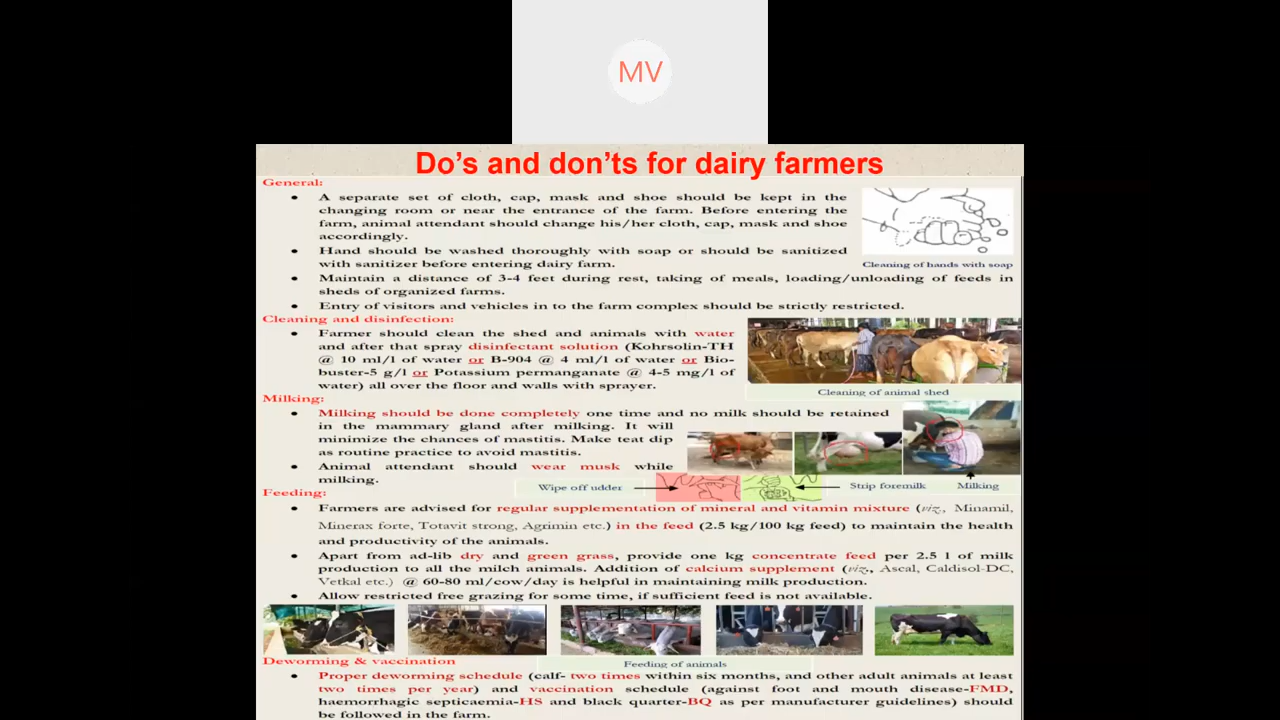 MV
Do's and don'ts for dairy farmers
General:
• A separate set of cloth, cap, mask and shoe should be kept in the
changing room or near the entrance of the farm. Before entering the
farm, animal attendant should change his/her cloth, cap, mask and shoe
accordingly.
• Hand should be washed thoroughly with soap or should be sanitized
with sanitizer before entering dairy farm.
Cleaning of hands with soap
• Maintain a distance of 3-4 feet during rest, taking of meals, loading/unloading of feeds in
sheds of organized farms.
• Entry of visitors and vehicles in to the farm complex should be strictly restricted.
Cleaning and disinfection:
• Farmer should clean the shed and animals with water
and after that spray disinfectant solution (Kohrsolin-TH
@ 10 ml/l of water or B-904 @ 4 ml/l of water or Bio-
buster-5 g/l or Potassium permanganate @ 4-5 mg/l of
water) all over the floor and walls with sprayer.
Cleaning of animal shed
Milking:
• Milking should be done completely one time and no milk should be retained
in the mammary gland after milking. It will
minimize the chances of mastitis. Make teat dip
as routine practice to avoid mastitis.
• Animal attendant should wear musk while
milking.
Wipe off udder
Strip foremilk
Milking
Feeding:
• Farmers are advised for regular supplementation of mineral and vitamin mixture (viz., Minamil,
Minerax forte, Totavit strong, Agrimin etc.) in the feed (2.5 kg/100 kg feed) to maintain the health
and productivity of the animals.
• Apart from ad-lib dry and green grass, provide one kg concentrate feed per 2.5 l of milk
production to all the milch animals. Addition of calcium supplement (viz., Ascal, Caldisol-DC,
Vetkal etc.) @ 60-80 ml/cow/day is helpful in maintaining milk production.
• Allow restricted free grazing for some time, if sufficient feed is not available.
Feeding of animals
Deworming & vaccination
• Proper deworming schedule (calf- two times within six months, and other adult animals at least
two times per year) and vaccination schedule (against foot and mouth disease-FMD,
haemorrhagic septicaemia-HS and black quarter-BQ as per manufacturer guidelines) should
be followed in the farm.